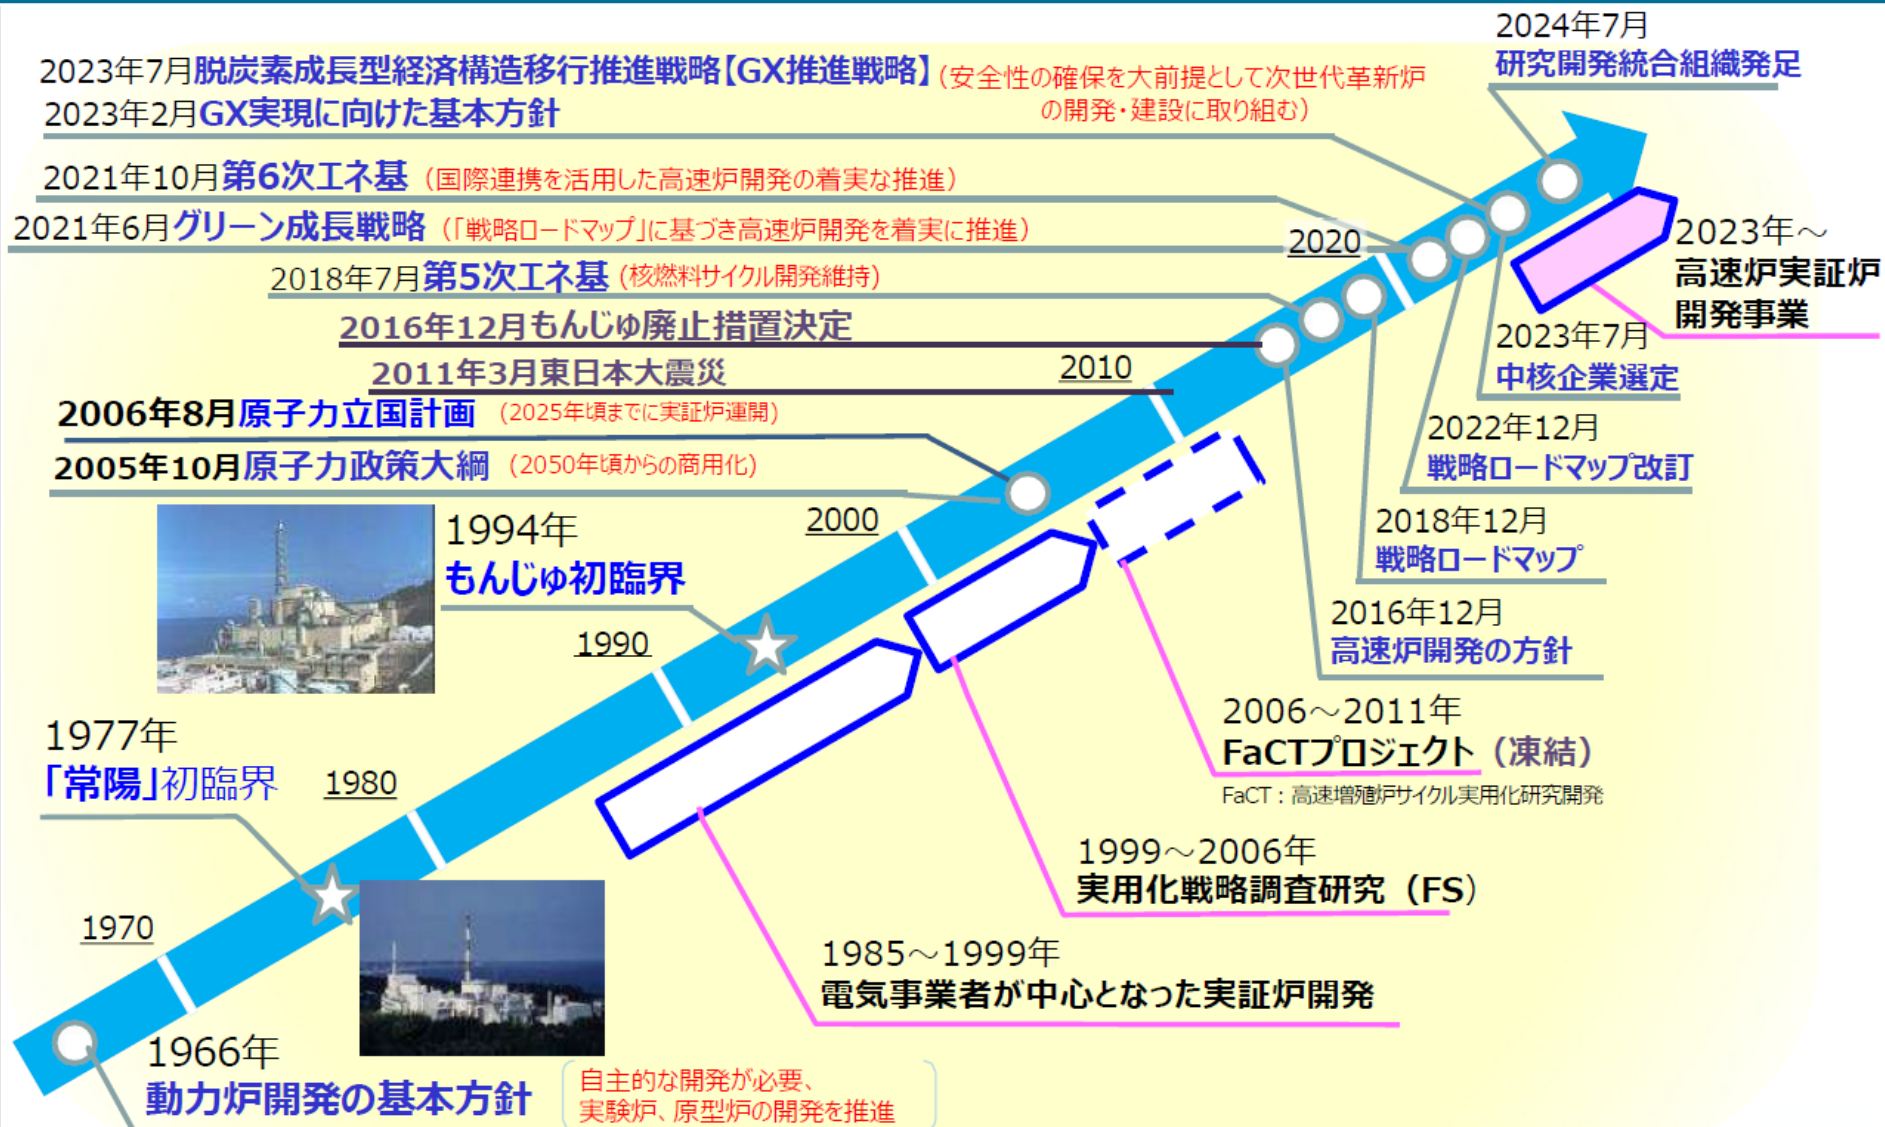 2024年7月
研究開発統合組織発足
2023年7月脱炭素成長型経済構造移行推進戦略【GX推進戦略】(安全性の確保を大前提として次世代革新炉
の開発・建設に取り組む)
2023年2月GX実現に向けた基本方針
2021年10月第6次エネ基(国際連携を活用した高速炉開発の着実な推進)
2021年6月グリーン成長戦略(「戦略ロードマップ」に基づき高速炉開発を着実に推進)
2018年7月第5次エネ基(核燃料サイクル開発維持)
2016年12月もんじゅ廃止措置決定
2011年3月東日本大震災
2006年8月原子力立国計画(2025年頃までに実証炉運開)
2005年10月原子力政策大綱(2050年頃からの商用化)
2020
2010
2000
1990
1980
1970
2023年~
高速炉実証炉
開発事業
2023年7月
中核企業選定
2022年12月
戦略ロードマップ改訂
2018年12月
戦略ロードマップ
2016年12月
高速炉開発の方針
1994年
もんじゅ初臨界
1977年
「常陽」初臨界
2006~2011年
FaCTプロジェクト(凍結)
FaCT:高速増殖炉サイクル実用化研究開発
1999~2006年
実用化戦略調査研究(FS)
1985~1999年
電気事業者が中心となった実証炉開発
1966年
動力炉開発の基本方針
自主的な開発が必要、
実験炉、原型炉の開発を推進